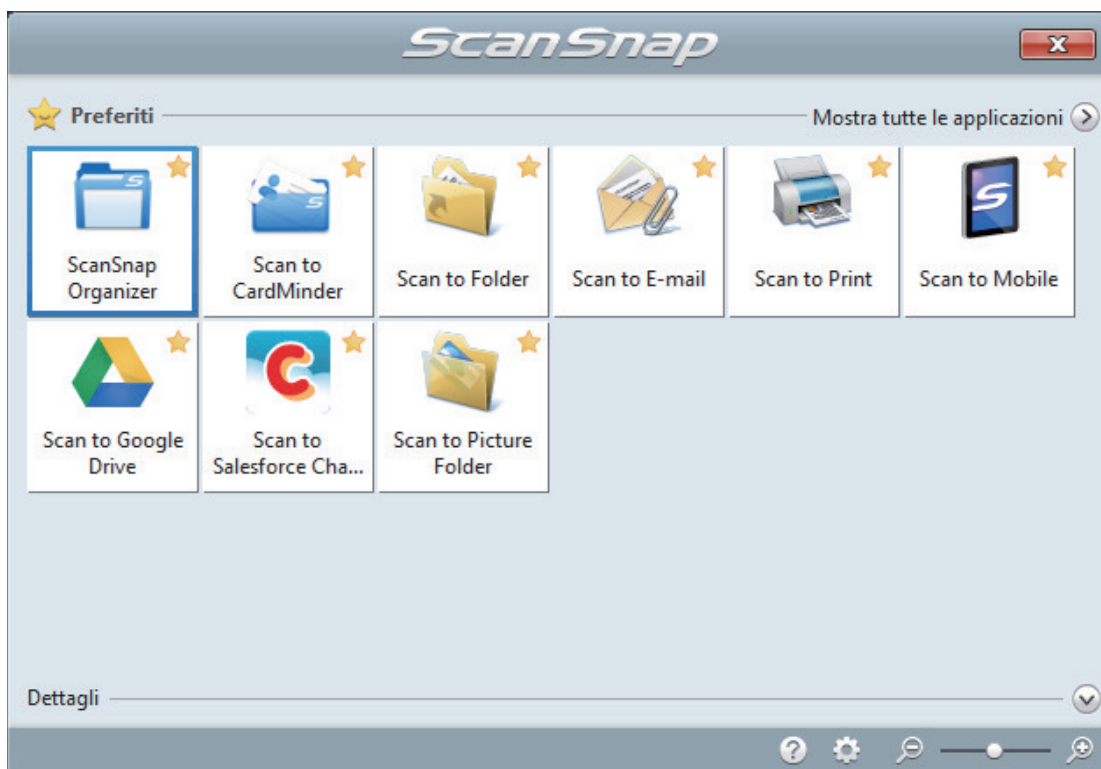 ScanSnap
Preferiti
Mostra tutte le applicazioni
ScanSnap
Organizer
Scan to
CardMinder
Scan to Folder
Scan to E-mail
Scan to Print
Scan to Mobile
Scan to Google
Drive
Scan to
Salesforce Cha...
Scan to Picture
Folder
Dettagli